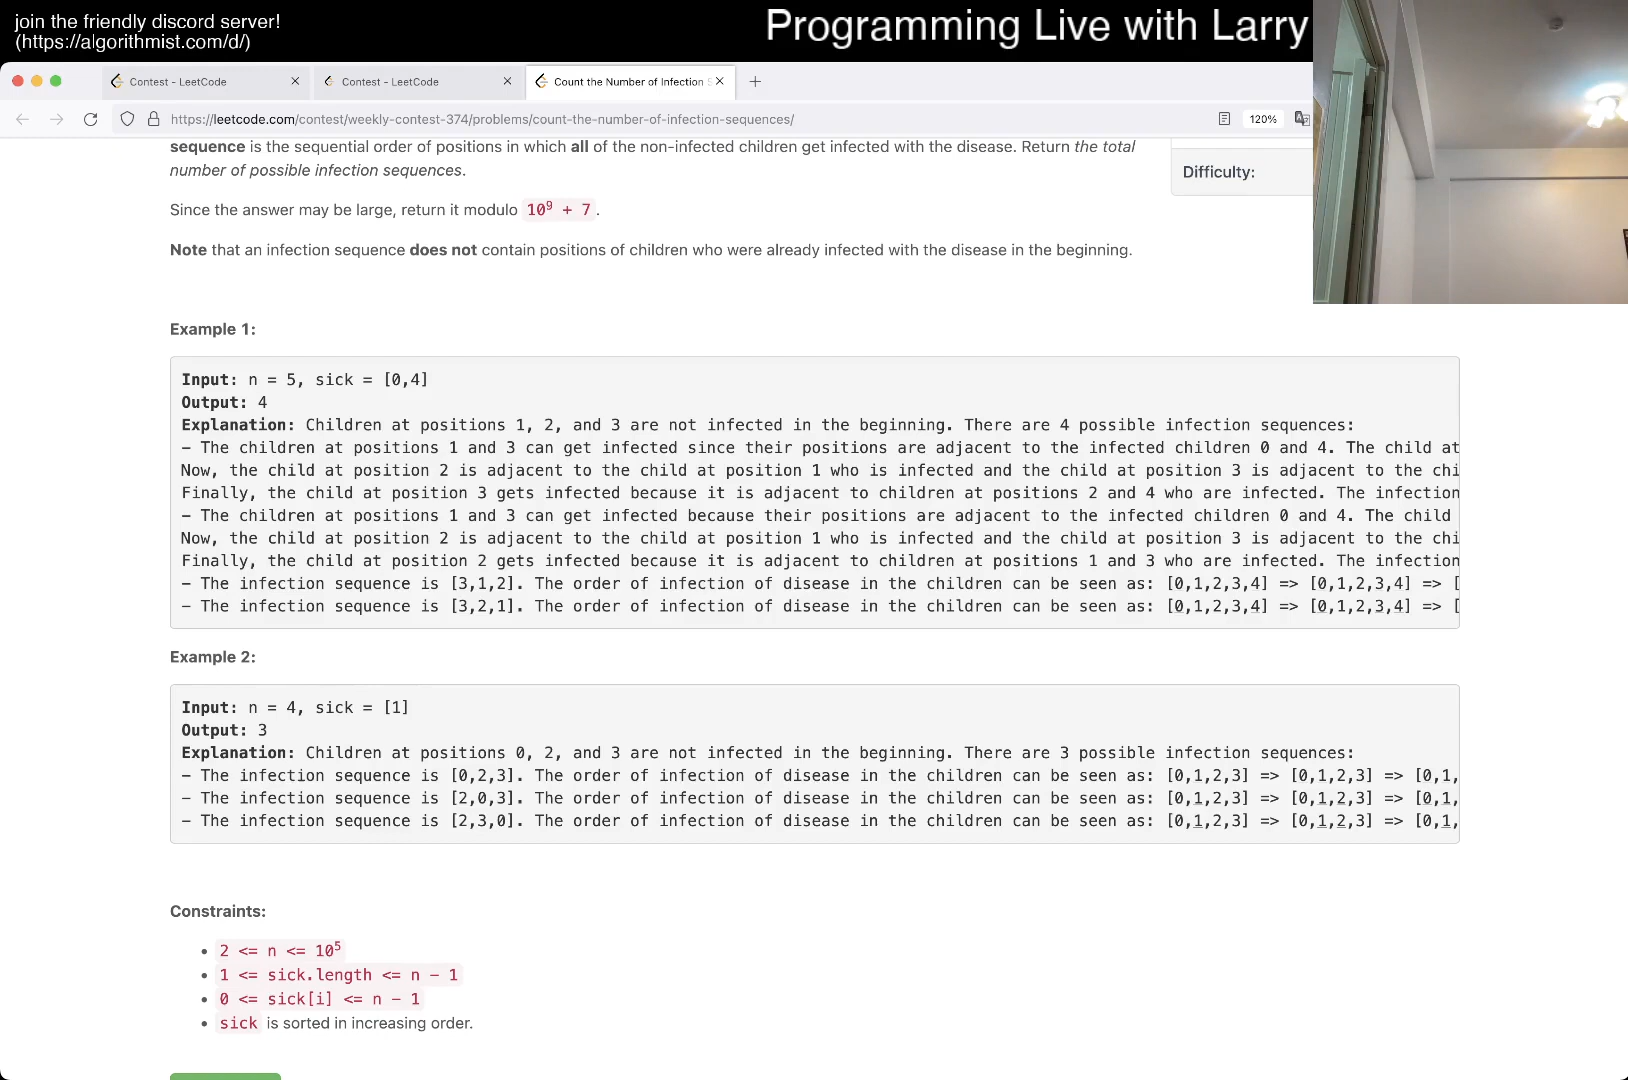 join the friendly discord server!
(https://algorithmist.com/d/)
Programming Live with Larry
Contest - LeetCode
Contest - LeetCode
Count the Number of Infection S
https://leetcode.com/contest/weekly-contest-374/problems/count-the-number-of-infection-sequences/
120%
sequence is the sequential order of positions in which all of the non-infected children get infected with the disease. Return the total
number of possible infection sequences.
Difficulty:
Since the answer may be large, return it modulo 10^9 + 7.
Note that an infection sequence does not contain positions of children who were already infected with the disease in the beginning.
Example 1:
Input: n = 5, sick = [0,4]
Output: 4
Explanation: Children at positions 1, 2, and 3 are not infected in the beginning. There are 4 possible infection sequences:
- The children at positions 1 and 3 can get infected since their positions are adjacent to the infected children 0 and 4. The child at
Now, the child at position 2 is adjacent to the child at position 1 who is infected and the child at position 3 is adjacent to the chi
Finally, the child at position 3 gets infected because it is adjacent to children at positions 2 and 4 who are infected. The infection
- The children at positions 1 and 3 can get infected because their positions are adjacent to the infected children 0 and 4. The child
Now, the child at position 2 is adjacent to the child at position 1 who is infected and the child at position 3 is adjacent to the chi
Finally, the child at position 2 gets infected because it is adjacent to children at positions 1 and 3 who are infected. The infection
- The infection sequence is [3,1,2]. The order of infection of disease in the children can be seen as: [0,1,2,3,4] => [0,1,2,3,4] => [
- The infection sequence is [3,2,1]. The order of infection of disease in the children can be seen as: [0,1,2,3,4] => [0,1,2,3,4] => [
Example 2:
Input: n = 4, sick = [1]
Output: 3
Explanation: Children at positions 0, 2, and 3 are not infected in the beginning. There are 3 possible infection sequences:
- The infection sequence is [0,2,3]. The order of infection of disease in the children can be seen as: [0,1,2,3] => [0,1,2,3] => [0,1,
- The infection sequence is [2,0,3]. The order of infection of disease in the children can be seen as: [0,1,2,3] => [0,1,2,3] => [0,1,
- The infection sequence is [2,3,0]. The order of infection of disease in the children can be seen as: [0,1,2,3] => [0,1,2,3] => [0,1,
Constraints:
• 2 <= n <= 10^5
• 1 <= sick.length <= n - 1
• 0 <= sick[i] <= n - 1
• sick is sorted in increasing order.